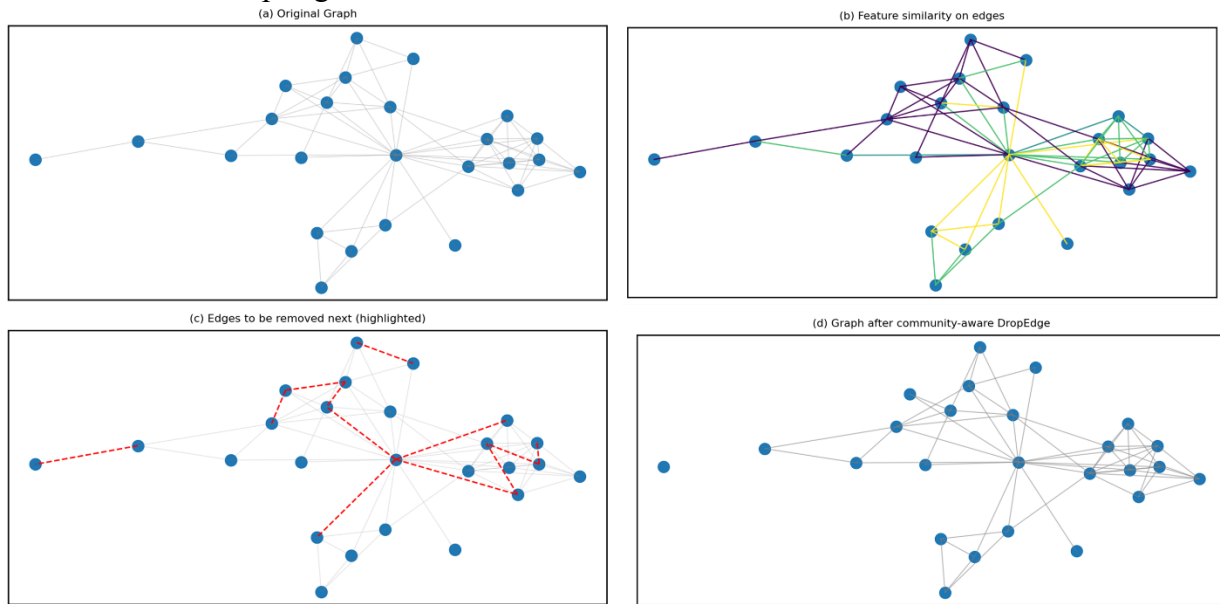 (a) Original Graph
(b) Feature similarity on edges
(c) Edges to be removed next (highlighted)
(d) Graph after community-aware DropEdge